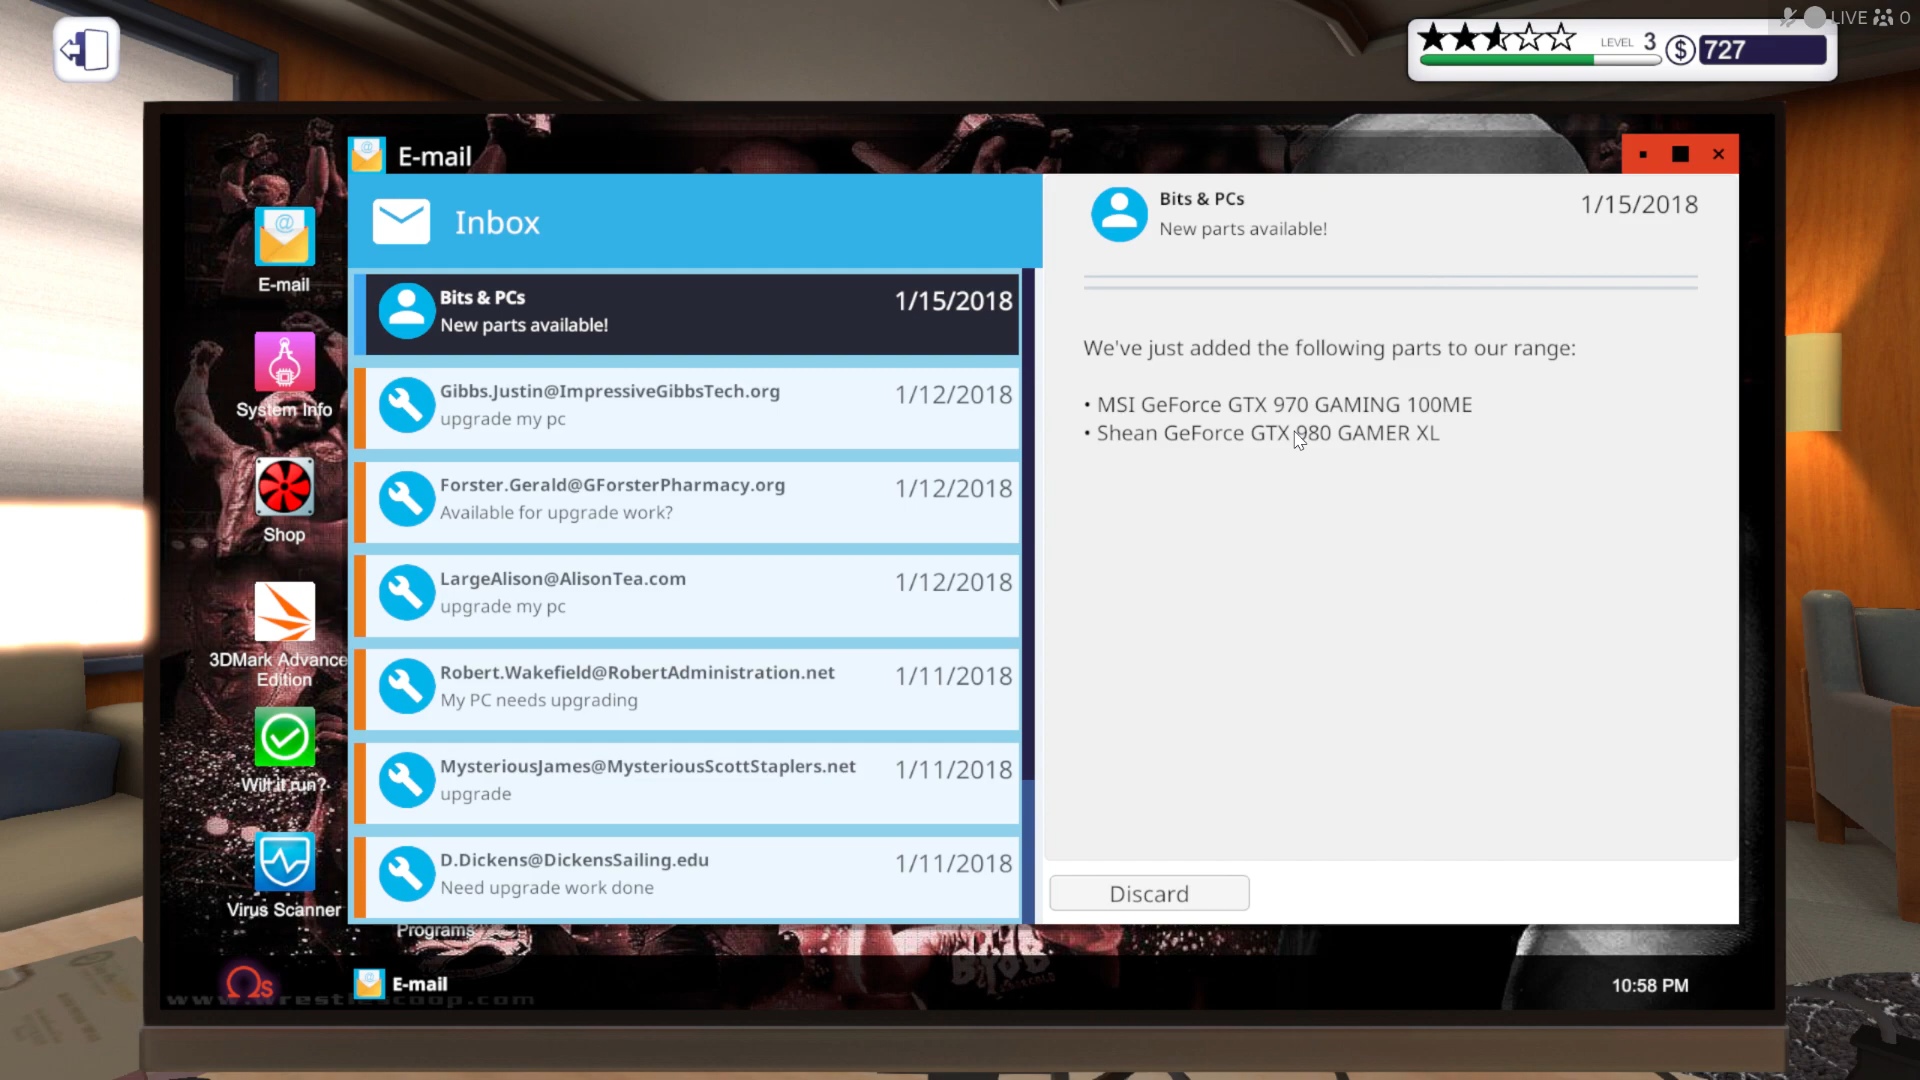 LIVE 0
LEVEL 3 $ 727
E-mail
Inbox
Bits & PCs
1/15/2018
New parts available!
Gibbs.Justin@ImpressiveGibbsTech.org
1/12/2018
upgrade my pc
Forster.Gerald@GForsterPharmacy.org
1/12/2018
Available for upgrade work?
LargeAlison@AlisonTea.com
1/12/2018
upgrade my pc
Robert.Wakefield@RobertAdministration.net
1/11/2018
My PC needs upgrading
MysteriousJames@MysteriousScottStaplers.net
1/11/2018
upgrade
D.Dickens@DickensSailing.edu
1/11/2018
Need upgrade work done
Bits & PCs
1/15/2018
New parts available!
We've just added the following parts to our range:
• MSI GeForce GTX 970 GAMING 100ME
• Shean GeForce GTX 980 GAMER XL
Discard
E-mail
System Info
Shop
3DMark Advance
Edition
Will it run?
Virus Scanner
Programs
E-mail
10:58 PM